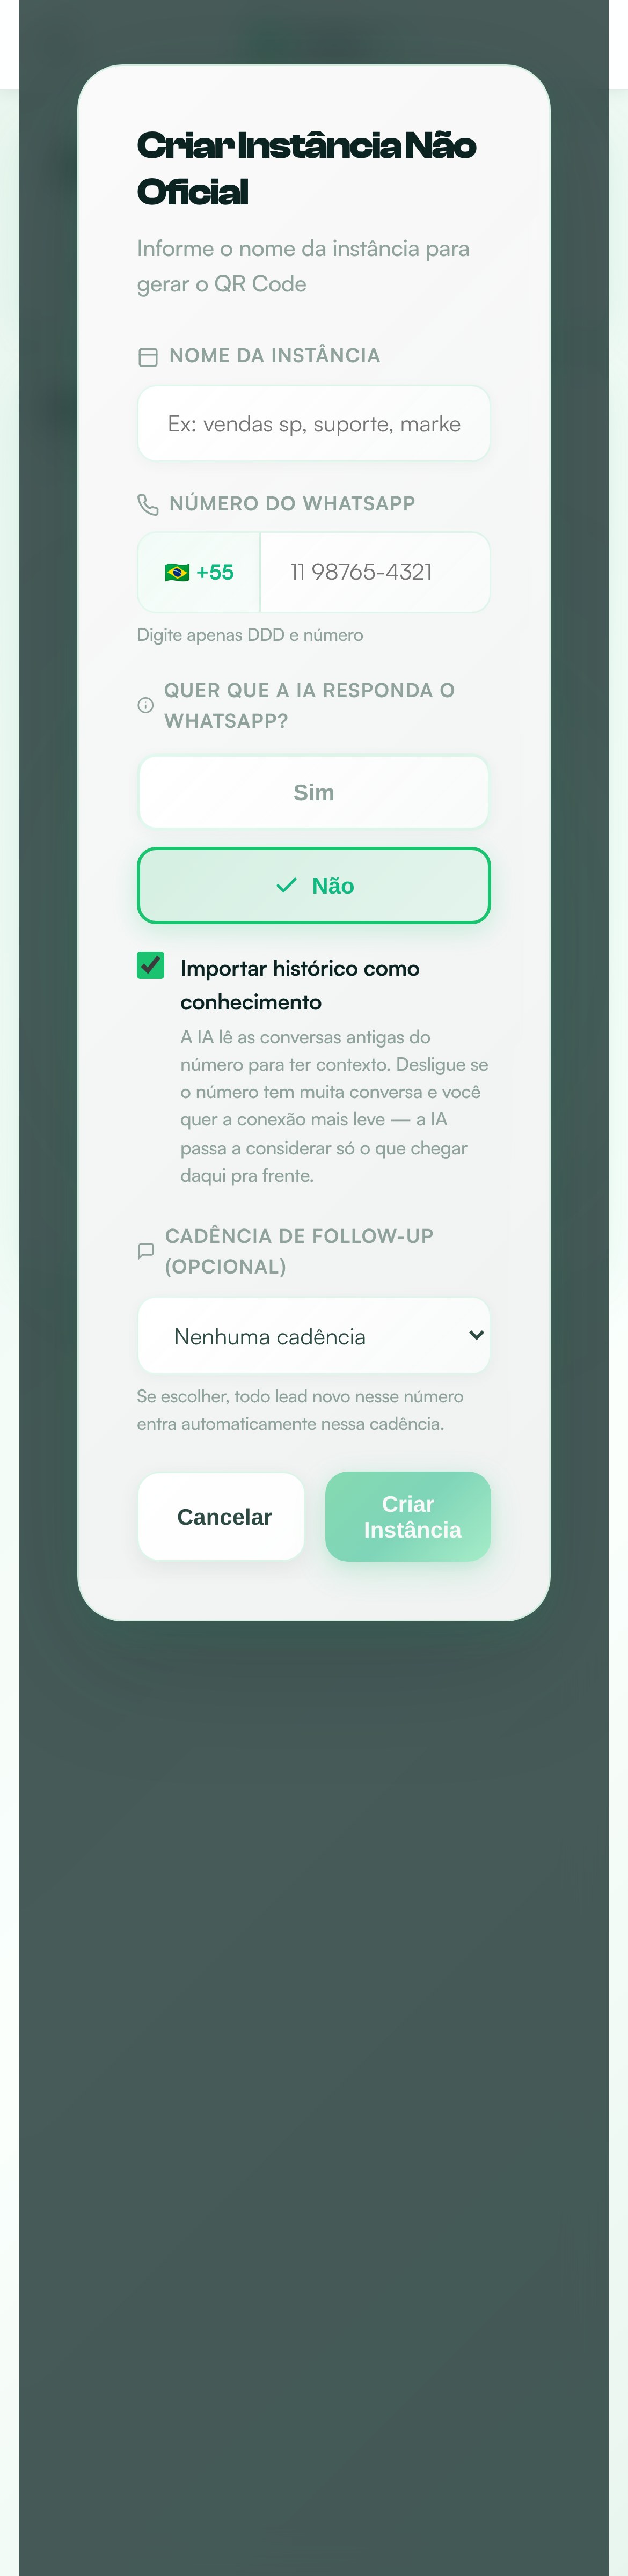 Criar Instância Não
Oficial
Informe o nome da instância para
gerar o QR Code
NOME DA INSTÂNCIA
Ex: vendas sp, suporte, marke
NÚMERO DO WHATSAPP
🇧🇷 +55
11 98765-4321
Digite apenas DDD e número
QUER QUE A IA RESPONDA O
WHATSAPP?
Sim
Não
Importar histórico como
conhecimento
A IA lê as conversas antigas do
número para ter contexto. Desligue se
o número tem muita conversa e você
quer a conexão mais leve — a IA
passa a considerar só o que chegar
daqui pra frente.
CADÊNCIA DE FOLLOW-UP
(OPCIONAL)
Nenhuma cadência
Se escolher, todo lead novo nesse número
entra automaticamente nessa cadência.
Cancelar
Criar
Instância